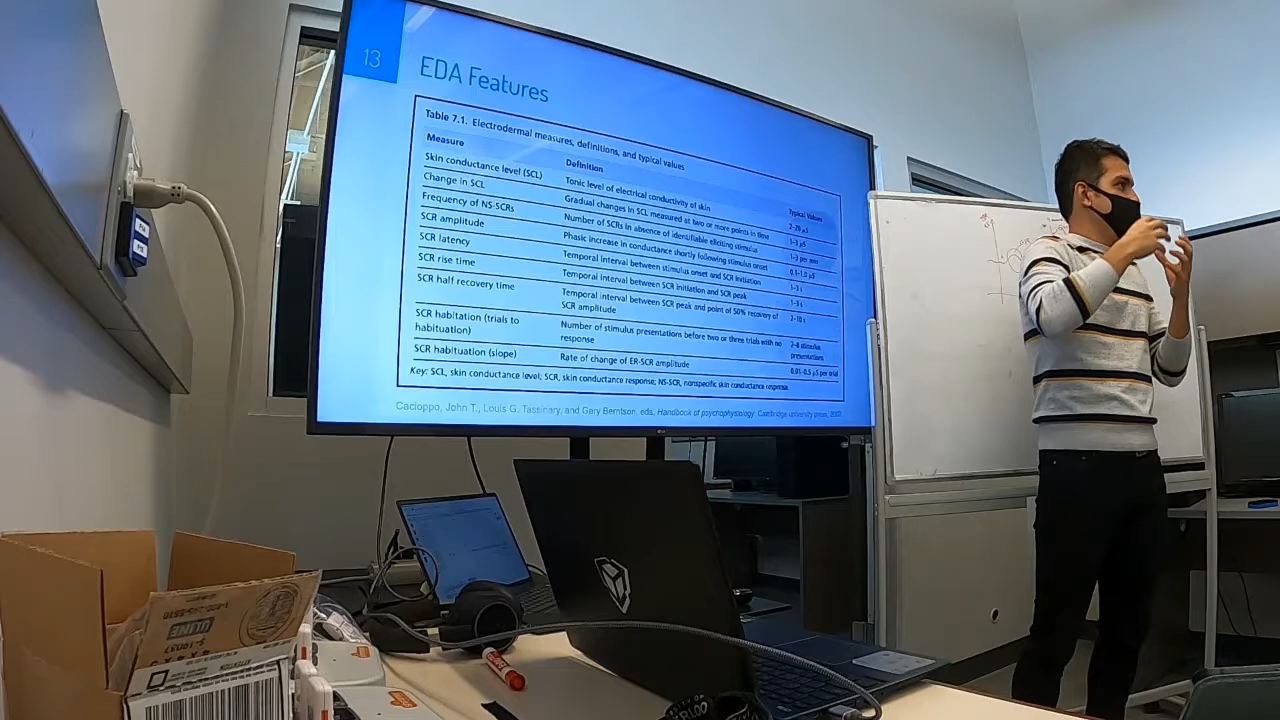 13
EDA Features
Table 7.1. Electrodermal measures, definitions, and typical values
Measure Definition Typical Values
Skin conductance level (SCL) Tonic level of electrical conductivity of skin 2–20 μS
Change in SCL Gradual changes in SCL measured at two or more points in time 1–3 μS
Frequency of NS-SCRs Number of SCRs in absence of identifiable eliciting stimulus 1–3 per min
SCR amplitude Phasic increase in conductance shortly following stimulus onset 0.1–1.0 μS
SCR latency Temporal interval between stimulus onset and SCR initiation 1–3 s
SCR rise time Temporal interval between SCR initiation and SCR peak 1–3 s
SCR half recovery time Temporal interval between SCR peak and point of 50% recovery of SCR amplitude 2–10 s
SCR habitation (trials to habituation) Number of stimulus presentations before two or three trials with no response 2–8 stimulus presentations
SCR habituation (slope) Rate of change of ER-SCR amplitude 0.01–0.5 μS per trial
Key: SCL, skin conductance level; SCR, skin conductance response; NS-SCR, nonspecific skin conductance response
Cacioppo, John T., Louis G. Tassinary, and Gary Berntson, eds. Handbook of psychophysiology. Cambridge university press, 2007.
LG
ULINE
ATTENTION